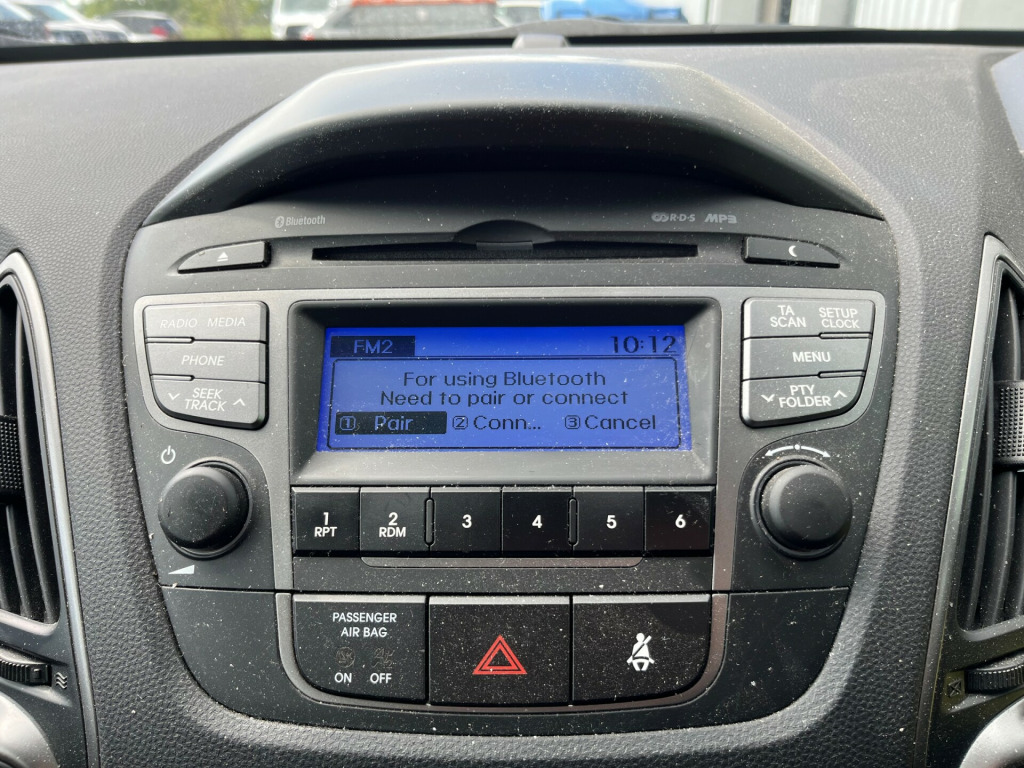 Bluetooth
R·D·S MP3
RADIO MEDIA
TA SCAN
SETUP CLOCK
PHONE
MENU
SEEK TRACK
PTY FOLDER
FM2 10:12
For using Bluetooth
Need to pair or connect
1 Pair 2 Conn... 3 Cancel
1 RPT
2 RDM
3
4
5
6
PASSENGER
AIR BAG
ON OFF